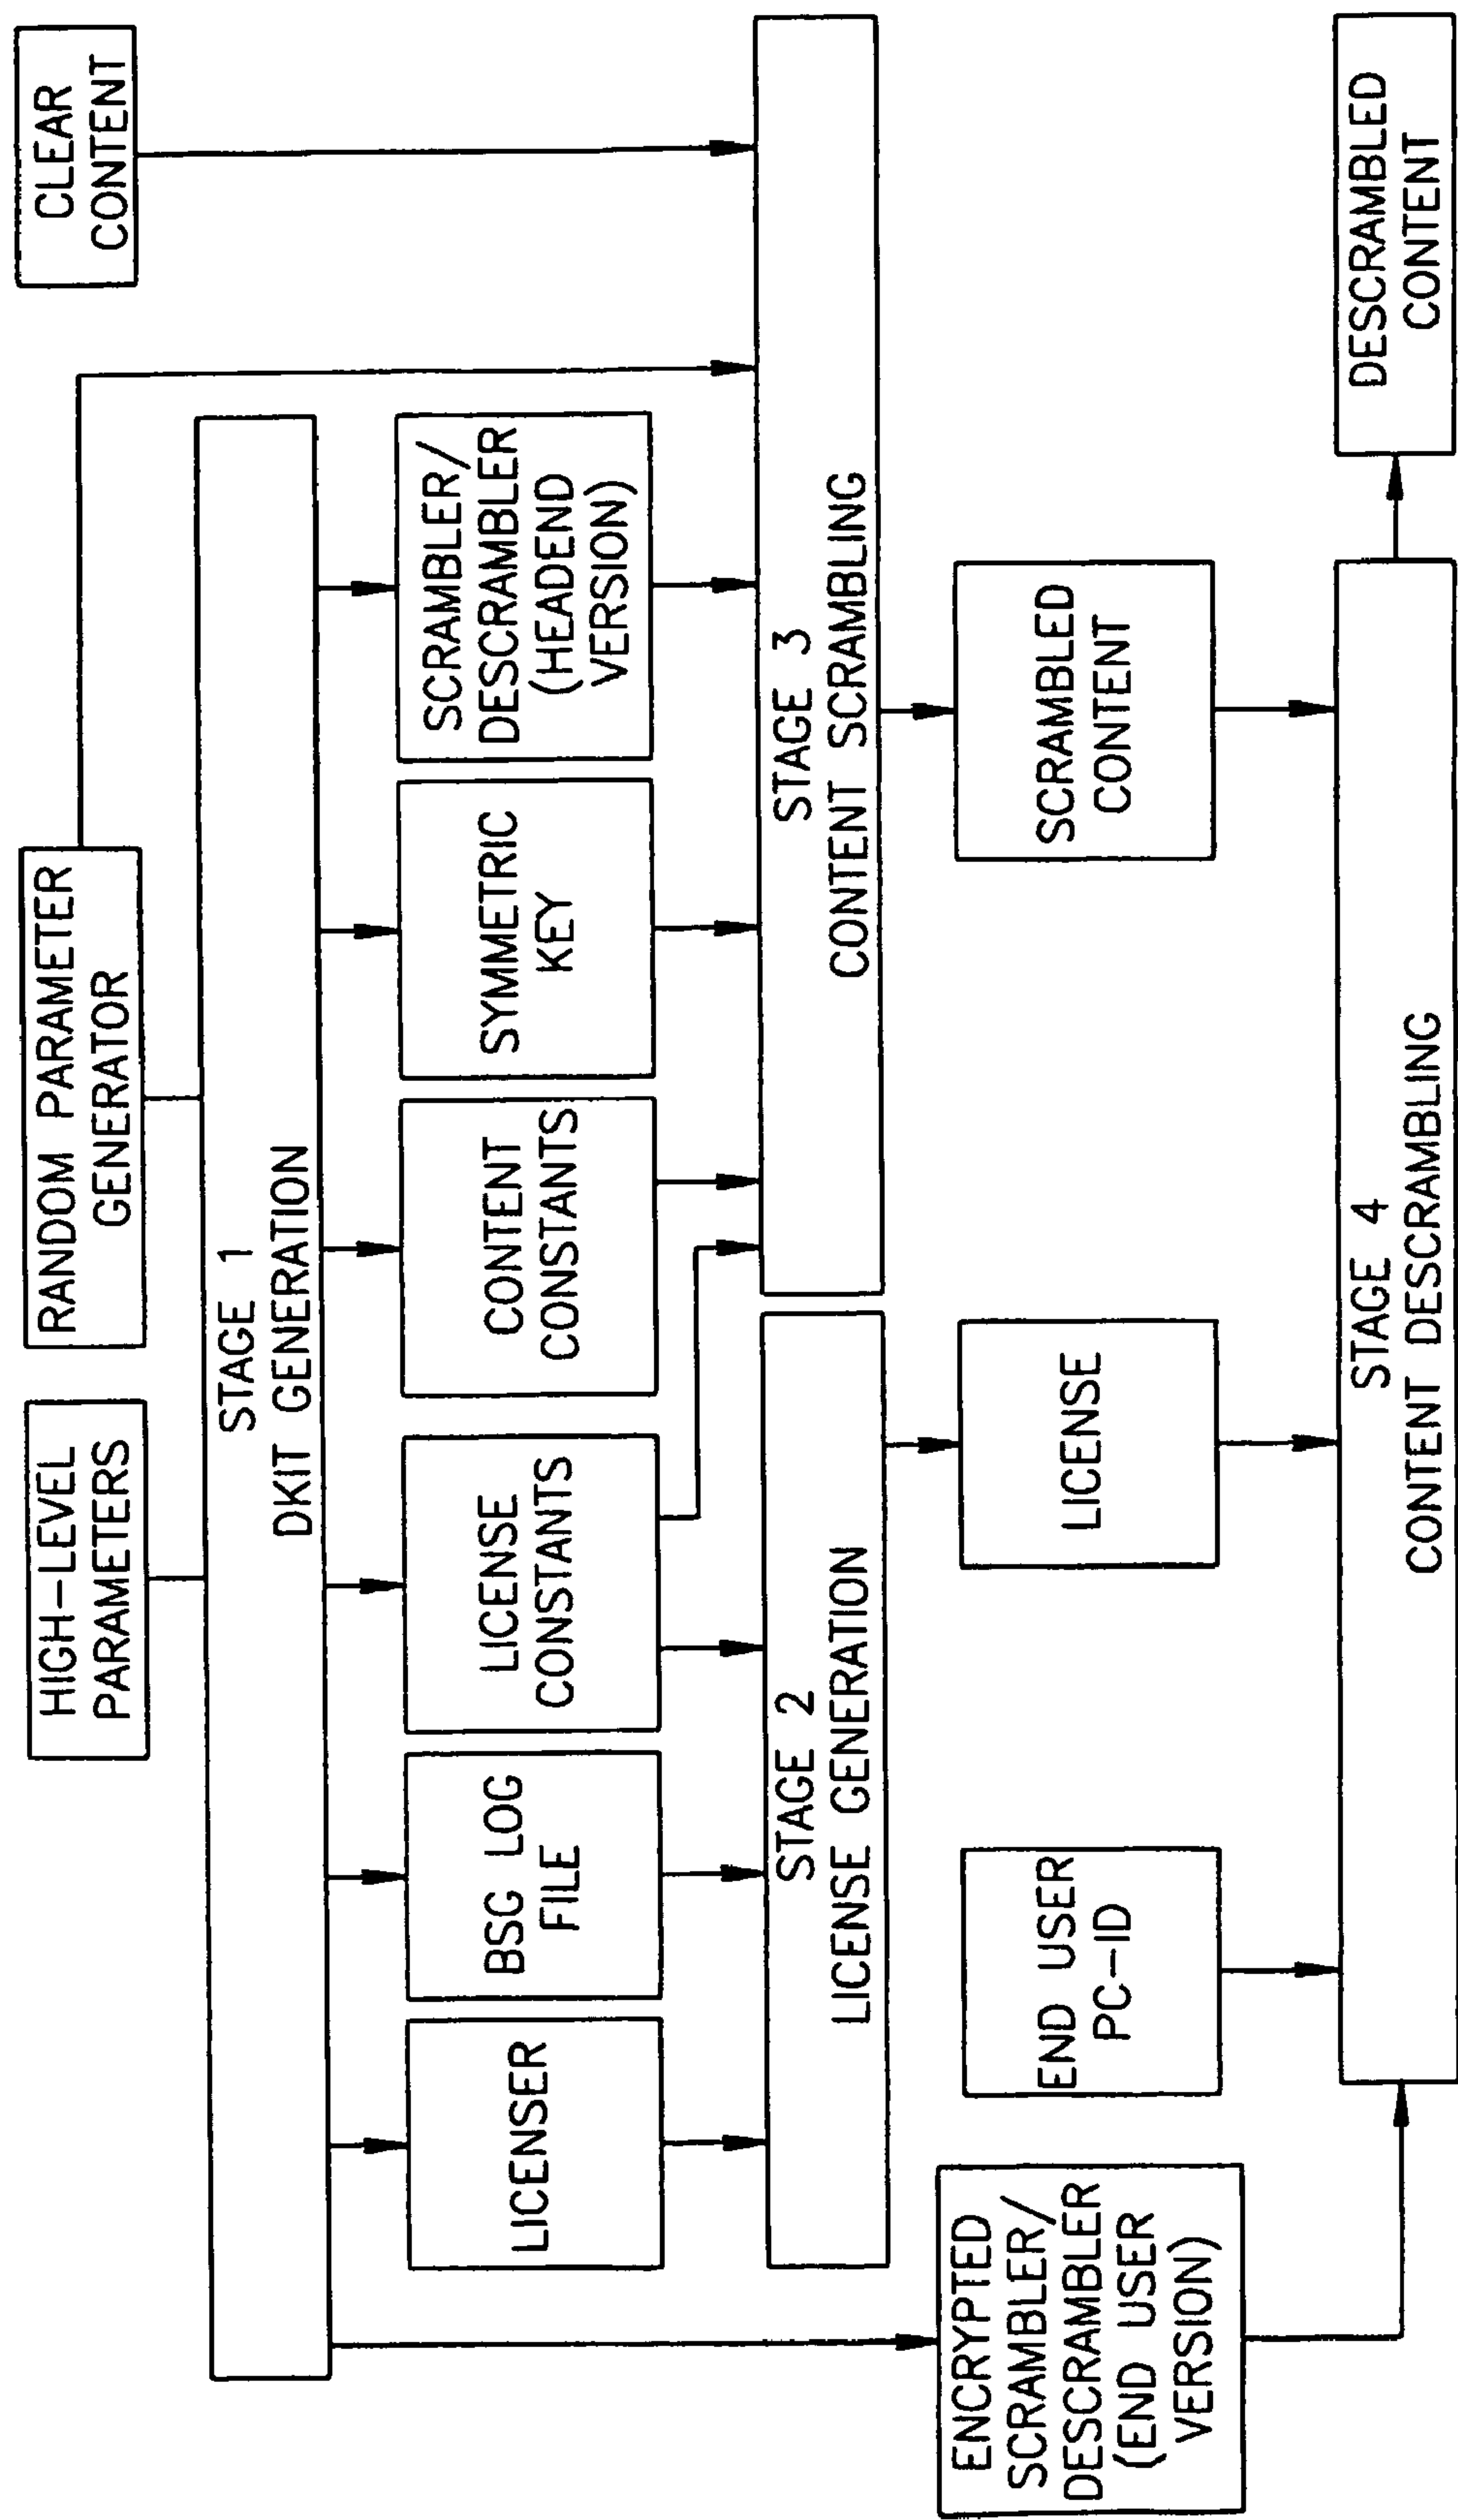 HIGH-LEVEL
PARAMETERS
RANDOM PARAMETER
GENERATOR
CLEAR
CONTENT
STAGE 1
DKIT GENERATION
LICENSER
BSG LOG
FILE
LICENSE
CONSTANTS
CONTENT
CONSTANTS
SYMMETRIC
KEY
SCRAMBLER/
DESCRAMBLER
(HEADEND
VERSION)
STAGE 2
LICENSE GENERATION
STAGE 3
CONTENT SCRAMBLING
ENCRYPTED
SCRAMBLER/
DESCRAMBLER
(END USER
VERSION)
END USER
PC-ID
LICENSE
SCRAMBLED
CONTENT
STAGE 4
CONTENT DESCRAMBLING
DESCRAMBLED
CONTENT